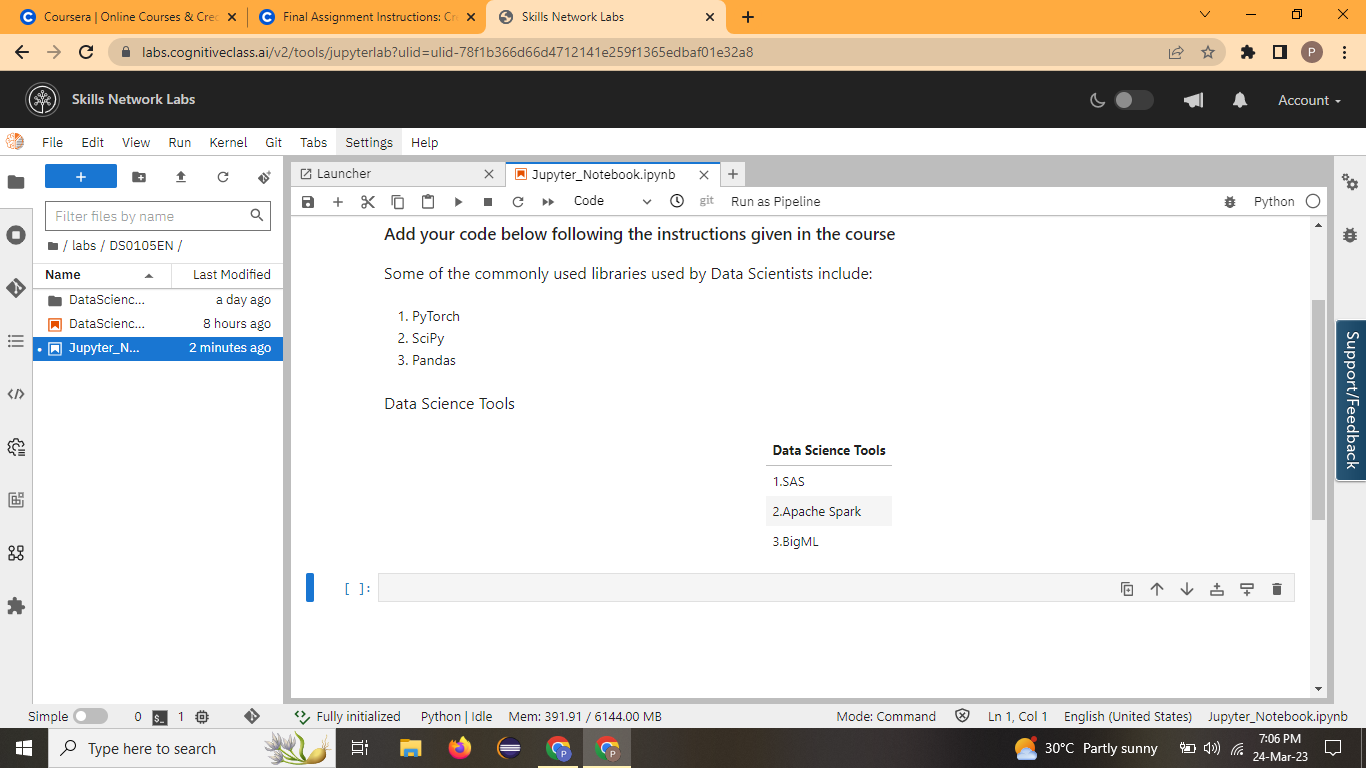 Coursera | Online Courses & Crec
Final Assignment Instructions: Cr
Skills Network Labs
labs.cognitiveclass.ai/v2/tools/jupyterlab?ulid=ulid-78f1b366d66d4712141e259f1365edbaf01e32a8
P
Skills Network Labs
Account
File Edit View Run Kernel Git Tabs Settings Help
Launcher
Jupyter_Notebook.ipynb
Code
git
Run as Pipeline
Python
Filter files by name
/ labs / DS0105EN /
Name Last Modified
DataScienc... a day ago
DataScienc... 8 hours ago
Jupyter_N... 2 minutes ago
Add your code below following the instructions given in the course
Some of the commonly used libraries used by Data Scientists include:
1. PyTorch
2. SciPy
3. Pandas
Data Science Tools
Data Science Tools
1.SAS
2.Apache Spark
3.BigML
[ ]:
Support/Feedback
Simple 0 1 Fully initialized Python | Idle Mem: 391.91 / 6144.00 MB Mode: Command Ln 1, Col 1 English (United States) Jupyter_Notebook.ipynb
Type here to search
30°C Partly sunny
7:06 PM
24-Mar-23